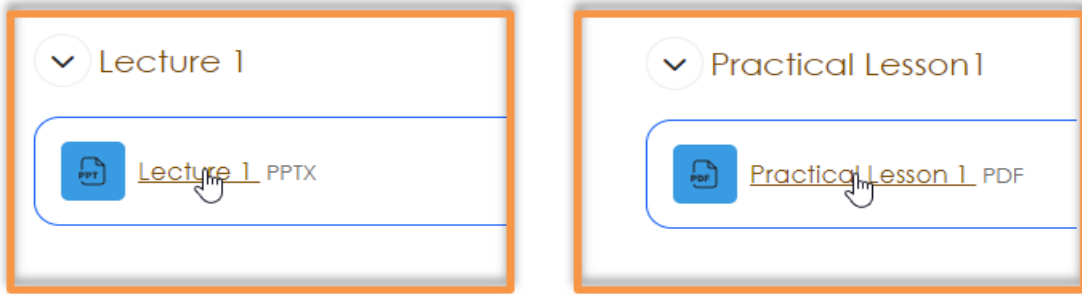 Lecture 1
PPT
Lecture 1 PPTX
Practical Lesson1
PDF
Practical Lesson 1 PDF